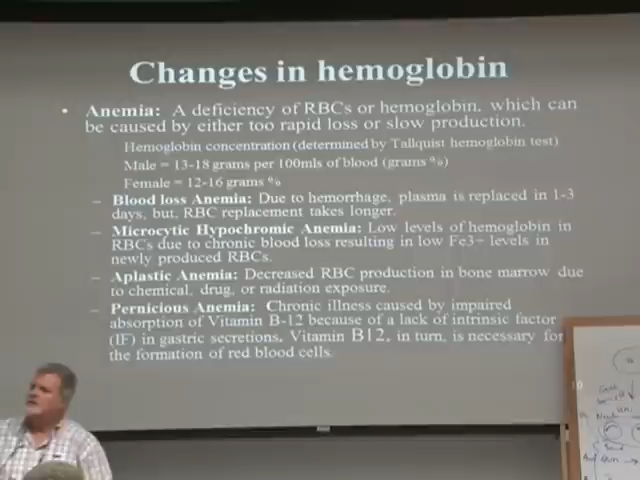 Changes in hemoglobin
• Anemia: A deficiency of RBCs or hemoglobin, which can
be caused by either too rapid loss or slow production.
Hemoglobin concentration (determined by Tallquist hemoglobin test)
Male = 13-18 grams per 100mls of blood (grams %)
Female = 12-16 grams %
– Blood loss Anemia: Due to hemorrhage, plasma is replaced in 1-3
days, but, RBC replacement takes longer.
– Microcytic Hypochromic Anemia: Low levels of hemoglobin in
RBCs due to chronic blood loss resulting in low Fe3+ levels in
newly produced RBCs.
– Aplastic Anemia: Decreased RBC production in bone marrow due
to chemical, drug, or radiation exposure.
– Pernicious Anemia: Chronic illness caused by impaired
absorption of Vitamin B-12 because of a lack of intrinsic factor
(IF) in gastric secretions. Vitamin B12, in turn, is necessary for
the formation of red blood cells.
10